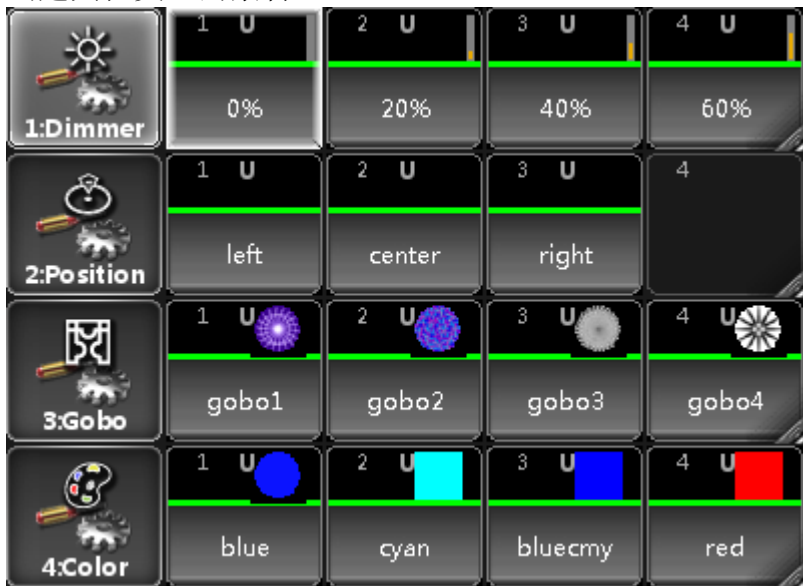 1 U 2 U 3 U 4 U
1:Dimmer 0% 20% 40% 60%
1 U 2 U 3 U 4
2:Position left center right
1 U 2 U 3 U 4 U
3:Gobo gobo1 gobo2 gobo3 gobo4
1 U 2 U 3 U 4 U
4:Color blue cyan bluecmy red